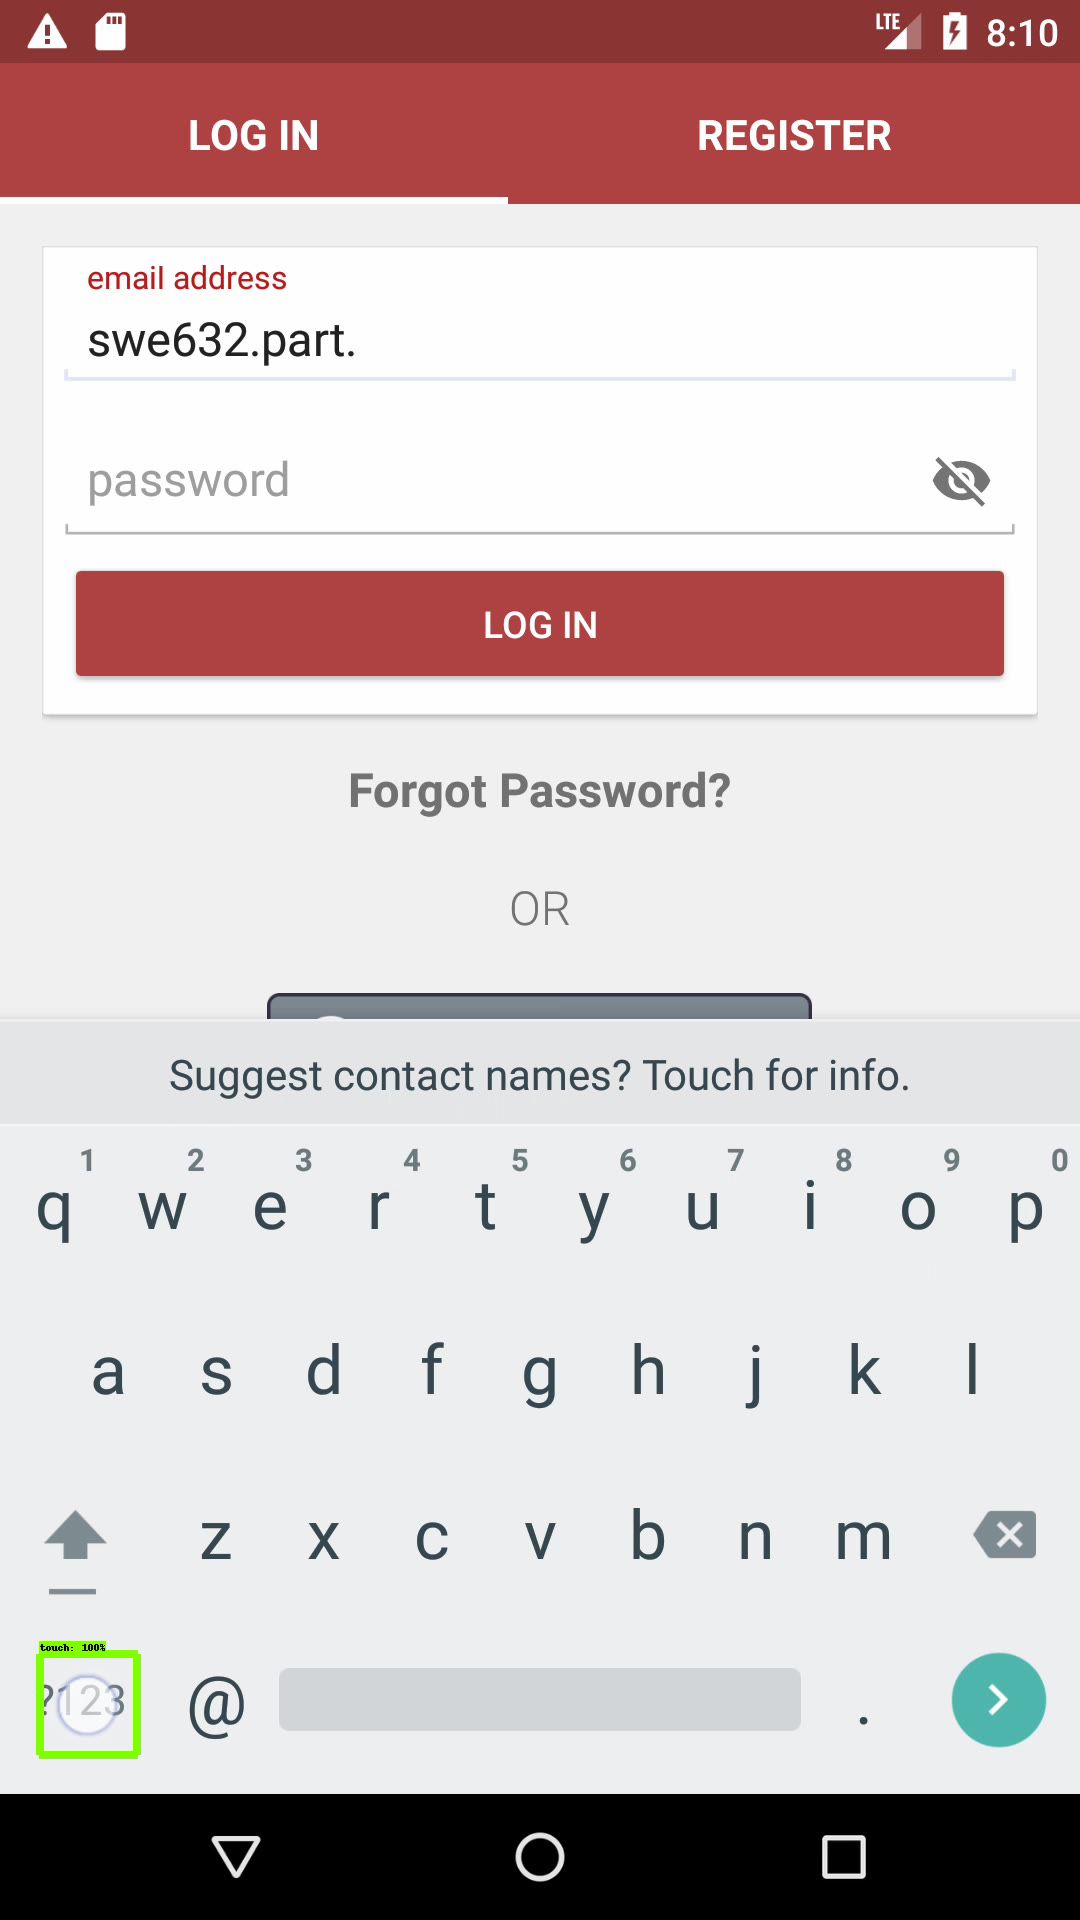 LTE 8:10
LOG IN REGISTER
email address
swe632.part.
password
LOG IN
Forgot Password?
OR
Suggest contact names? Touch for info.
1 2 3 4 5 6 7 8 9 0
q w e r t y u i o p
a s d f g h j k l
z x c v b n m
touch: 100%
?123 @ .